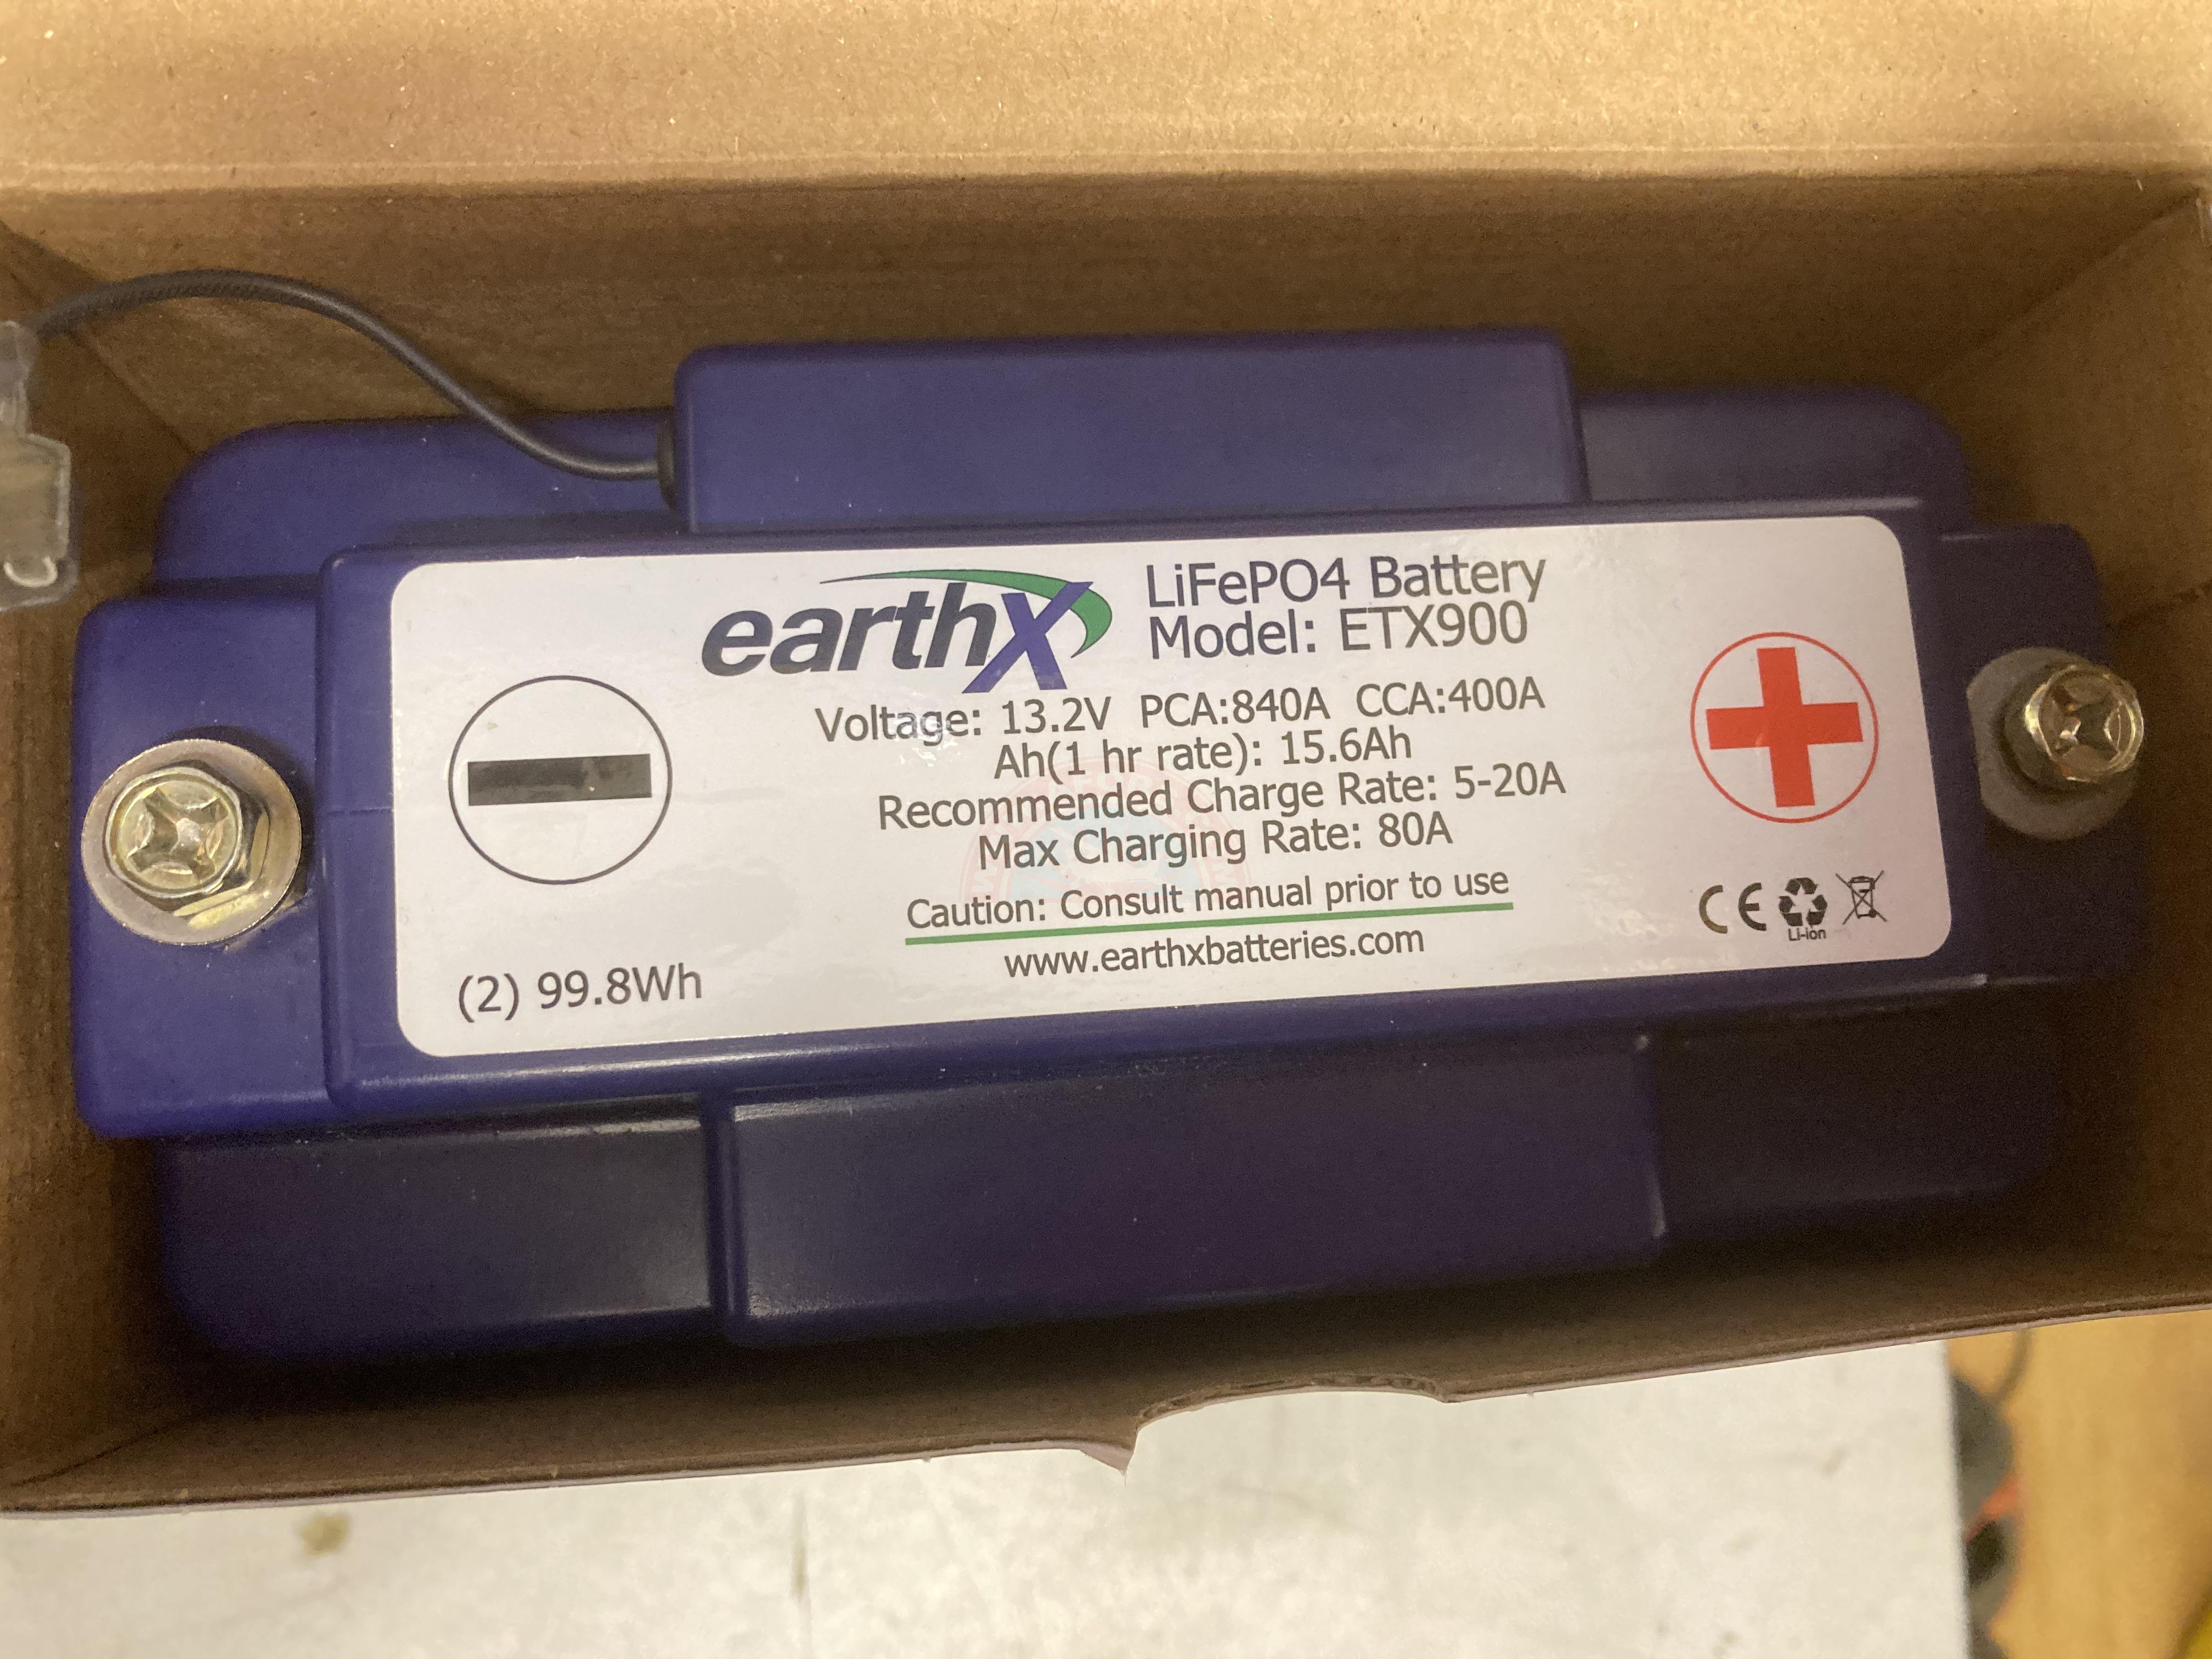 earthX
LiFePO4 Battery
Model: ETX900
Voltage: 13.2V PCA:840A CCA:400A
Ah(1 hr rate): 15.6Ah
Recommended Charge Rate: 5-20A
Max Charging Rate: 80A
Caution: Consult manual prior to use
www.earthxbatteries.com
(2) 99.8Wh
CE
Li-ion